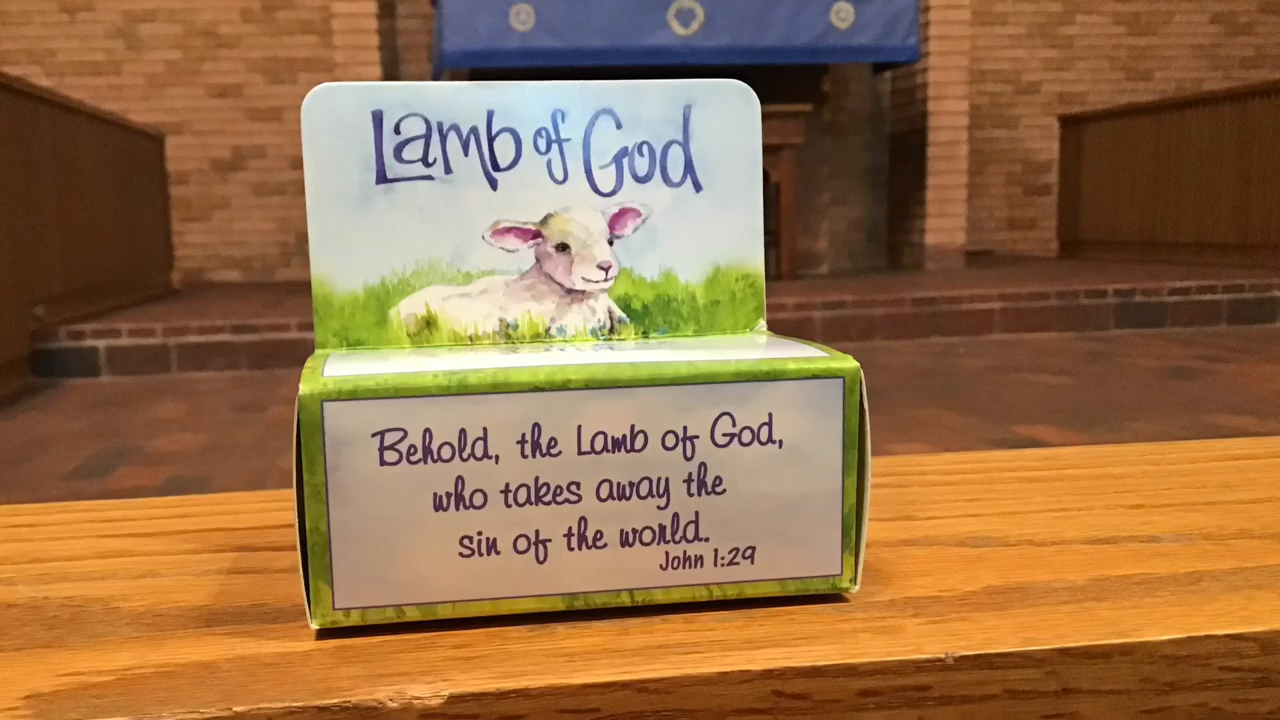 Lamb of God
Behold, the Lamb of God,
who takes away the
sin of the world.
John 1:29